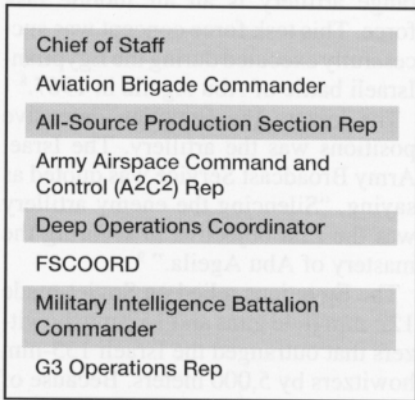 Chief of Staff
Aviation Brigade Commander
All-Source Production Section Rep
Army Airspace Command and
Control (A²C²) Rep
Deep Operations Coordinator
FSCOORD
Military Intelligence Battalion
Commander
G3 Operations Rep